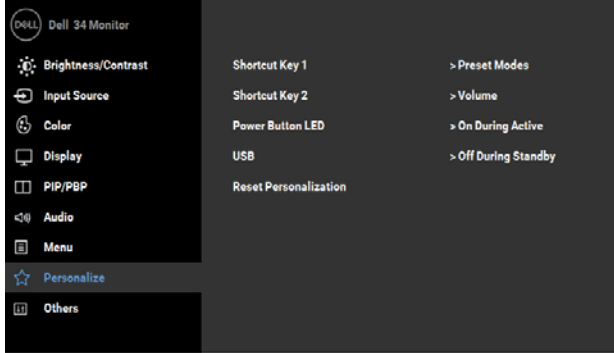 DELL Dell 34 Monitor
Brightness/Contrast Shortcut Key 1 > Preset Modes
Input Source Shortcut Key 2 > Volume
Color Power Button LED > On During Active
Display USB > Off During Standby
PIP/PBP Reset Personalization
Audio
Menu
Personalize
Others